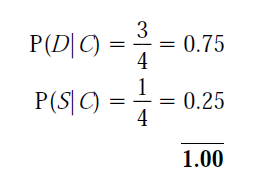 P(D|C) = 3/4 = 0.75
P(S|C) = 1/4 = 0.25
1.00